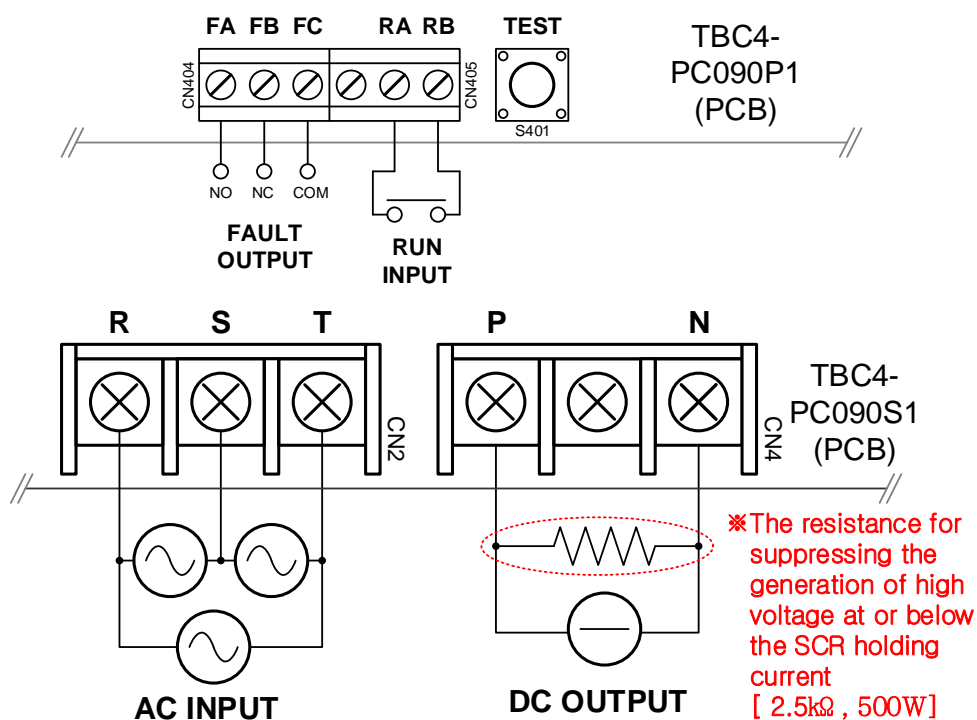 FA FB FC RA RB TEST
TBC4-
PC090P1
(PCB)
CN404
CN405
S401
NO NC COM
FAULT
OUTPUT
RUN
INPUT
R S T P N
CN2
CN4
TBC4-
PC090S1
(PCB)
※The resistance for
suppressing the
generation of high
voltage at or below
the SCR holding
current
[ 2.5kΩ , 500W]
AC INPUT
DC OUTPUT